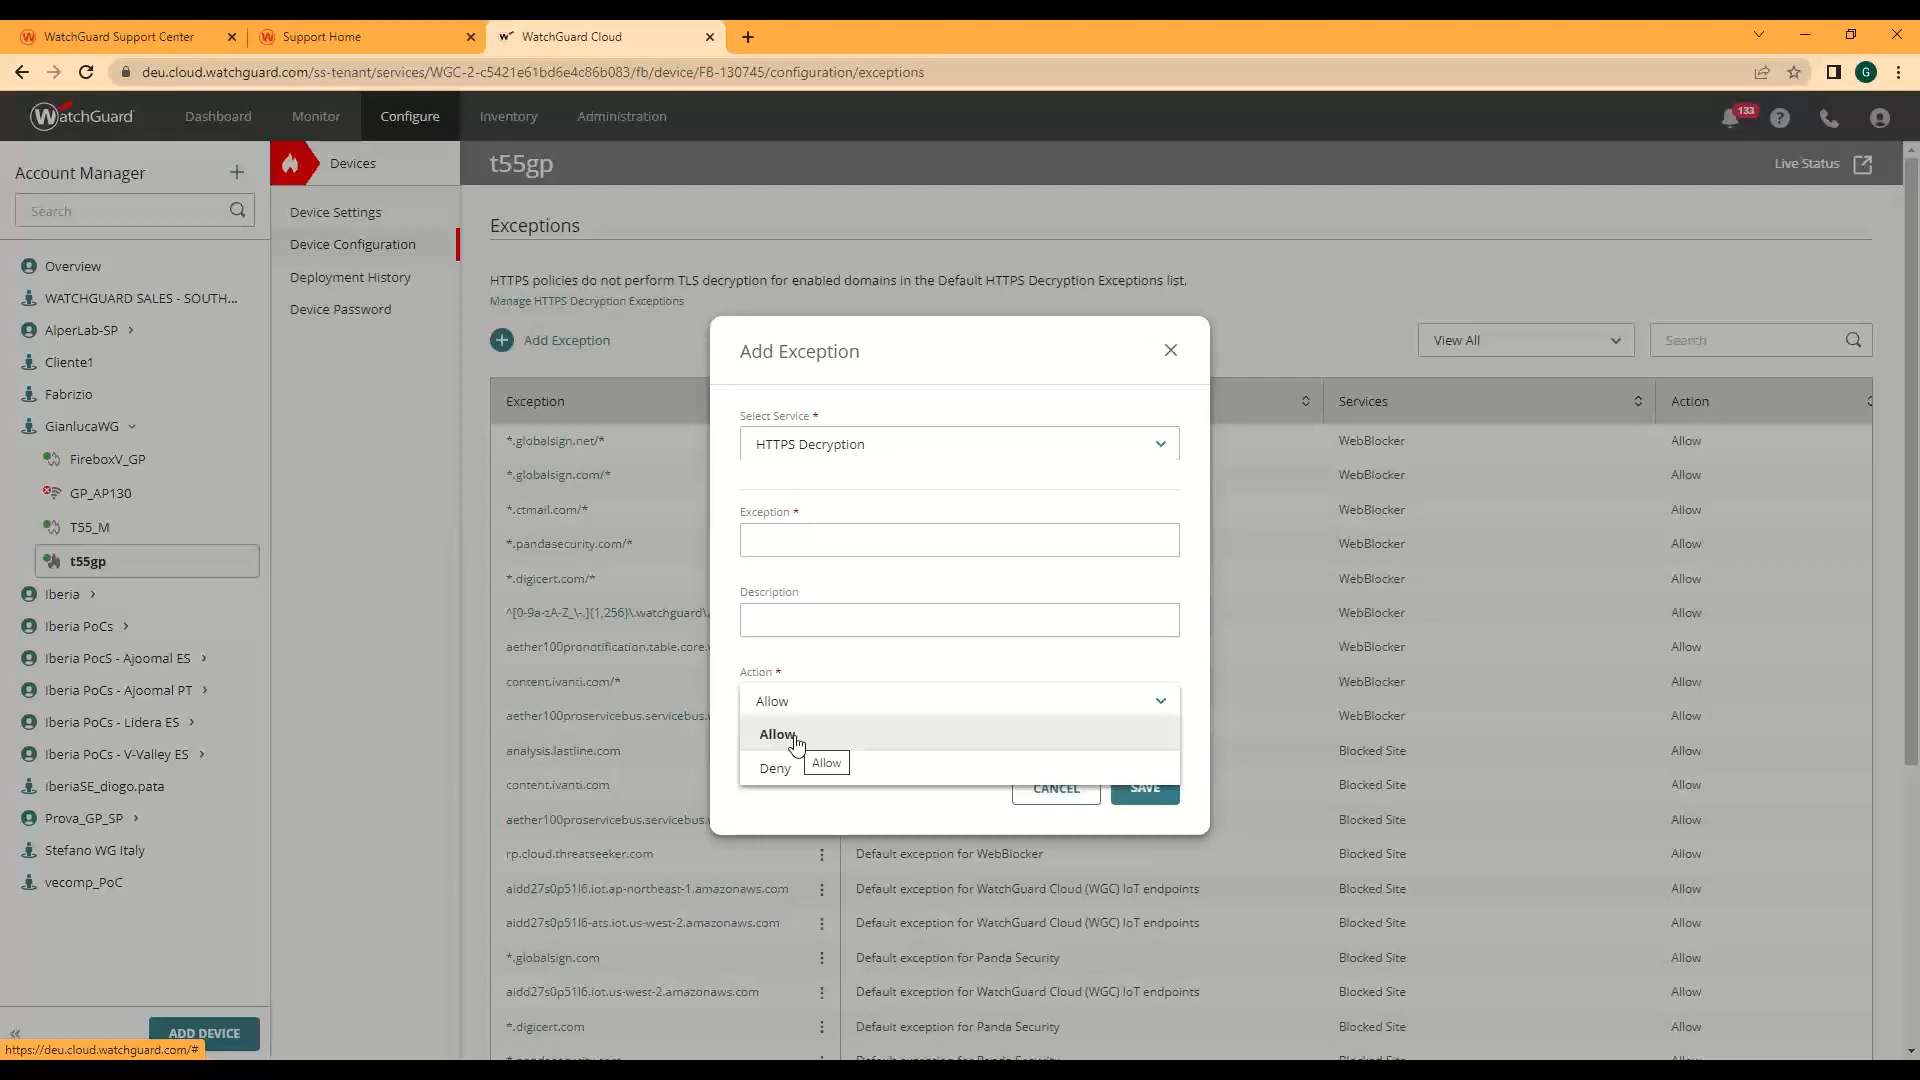 WatchGuard Support Center
Support Home
WatchGuard Cloud
deu.cloud.watchguard.com/ss-tenant/services/WGC-2-c5421e61bd6e4c86b083/fb/device/FB-130745/configuration/exceptions
G
WatchGuard
Dashboard
Monitor
Configure
Inventory
Administration
133
Account Manager
Search
Overview
WATCHGUARD SALES - SOUTH...
AlperLab-SP
Cliente1
Fabrizio
GianlucaWG
FireboxV_GP
GP_AP130
T55_M
t55gp
Iberia
Iberia PoCs
Iberia PocS - Ajoomal ES
Iberia PoCs - Ajoomal PT
Iberia PoCs - Lidera ES
Iberia PoCs - V-Valley ES
IberiaSE_diogo.pata
Prova_GP_SP
Stefano WG Italy
vecomp_PoC
ADD DEVICE
https://deu.cloud.watchguard.com/#
Devices
Device Settings
Device Configuration
Deployment History
Device Password
t55gp
Live Status
Exceptions
HTTPS policies do not perform TLS decryption for enabled domains in the Default HTTPS Decryption Exceptions list.
Manage HTTPS Decryption Exceptions
Add Exception
View All
Search
Exception
Services
Action
*.globalsign.net/*
WebBlocker
Allow
*.globalsign.com/*
WebBlocker
Allow
*.ctmail.com/*
WebBlocker
Allow
*.pandasecurity.com/*
WebBlocker
Allow
*.digicert.com/*
WebBlocker
Allow
^[0-9a-zA-Z_\-.]{1,256}\.watchguard\.
WebBlocker
Allow
aether100pronotification.table.core.
WebBlocker
Allow
content.ivanti.com/*
WebBlocker
Allow
aether100proservicebus.servicebus.
WebBlocker
Allow
analysis.lastline.com
Blocked Site
Allow
content.ivanti.com
Blocked Site
Allow
aether100proservicebus.servicebus.
Blocked Site
Allow
rp.cloud.threatseeker.com
Default exception for WebBlocker
Blocked Site
Allow
aidd27s0p51l6.iot.ap-northeast-1.amazonaws.com
Default exception for WatchGuard Cloud (WGC) IoT endpoints
Blocked Site
Allow
aidd27s0p51l6-ats.iot.us-west-2.amazonaws.com
Default exception for WatchGuard Cloud (WGC) IoT endpoints
Blocked Site
Allow
*.globalsign.com
Default exception for Panda Security
Blocked Site
Allow
aidd27s0p51l6.iot.us-west-2.amazonaws.com
Default exception for WatchGuard Cloud (WGC) IoT endpoints
Blocked Site
Allow
*.digicert.com
Default exception for Panda Security
Blocked Site
Allow
Add Exception
Select Service *
HTTPS Decryption
Exception *
Description
Action *
Allow
Allow
Allow
Deny
CANCEL
SAVE